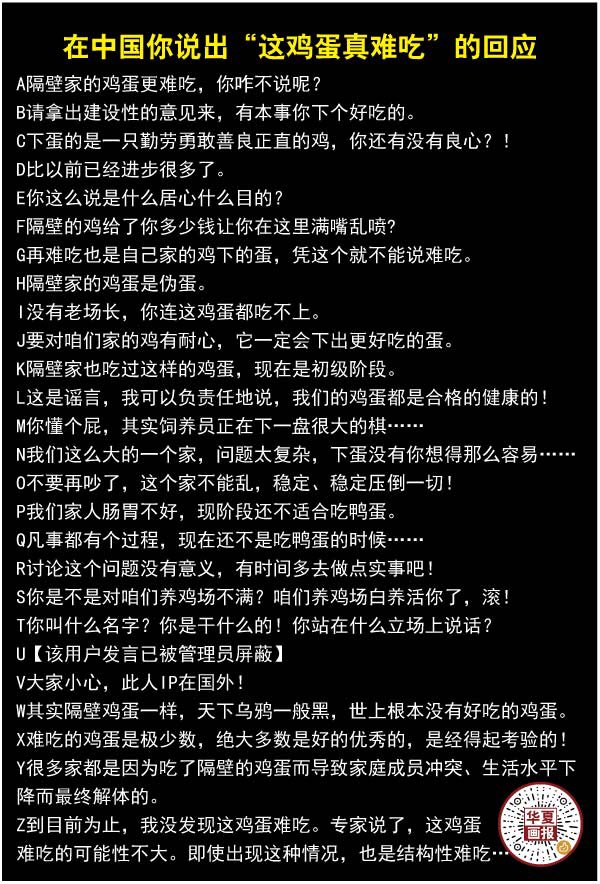 在中国你说出“这鸡蛋真难吃”的回应
A隔壁家的鸡蛋更难吃，你咋不说呢？
B请拿出建设性的意见来，有本事你下个好吃的。
C下蛋的是一只勤劳勇敢善良正直的鸡，你还有没有良心？！
D比以前已经进步很多了。
E你这么说是什么居心什么目的？
F隔壁的鸡给了你多少钱让你在这里满嘴乱喷?
G再难吃也是自己家的鸡下的蛋，凭这个就不能说难吃。
H隔壁家的鸡蛋是伪蛋。
I没有老场长，你连这鸡蛋都吃不上。
J要对咱们家的鸡有耐心，它一定会下出更好吃的蛋。
K隔壁家也吃过这样的鸡蛋，现在是初级阶段。
L这是谣言，我可以负责任地说，我们的鸡蛋都是合格的健康的！
M你懂个屁，其实饲养员正在下一盘很大的棋……
N我们这么大的一个家，问题太复杂，下蛋没有你想得那么容易……
O不要再吵了，这个家不能乱，稳定、稳定压倒一切！
P我们家人肠胃不好，现阶段还不适合吃鸭蛋。
Q凡事都有个过程，现在还不是吃鸭蛋的时候……
R讨论这个问题没有意义，有时间多去做点实事吧！
S你是不是对咱们养鸡场不满？咱们养鸡场白养活你了，滚！
T你叫什么名字？你是干什么的！你站在什么立场上说话？
U【该用户发言已被管理员屏蔽】
V大家小心，此人IP在国外！
W其实隔壁鸡蛋一样，天下乌鸦一般黑，世上根本没有好吃的鸡蛋。
X难吃的鸡蛋是极少数，绝大多数是好的优秀的，是经得起考验的！
Y很多家都是因为吃了隔壁的鸡蛋而导致家庭成员冲突、生活水平下
降而最终解体的。
Z到目前为止，我没发现这鸡蛋难吃。专家说了，这鸡蛋
难吃的可能性不大。即使出现这种情况，也是结构性难吃…
华夏
画报